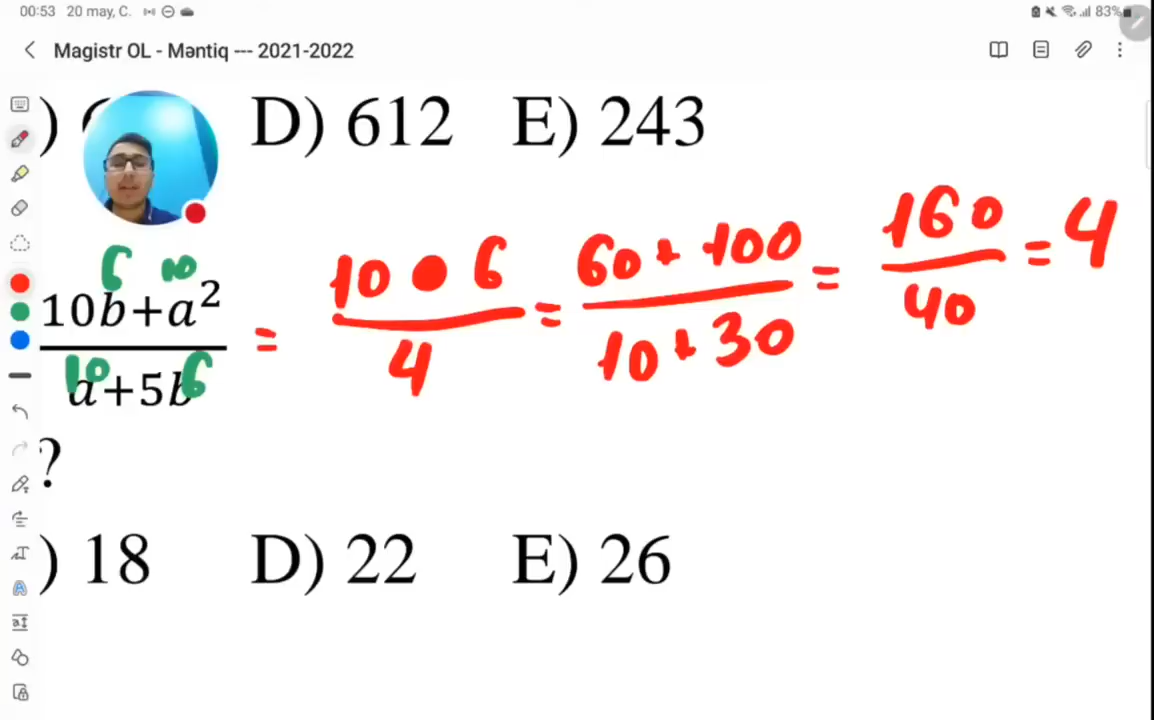 00:53 20 may, C. 83%
Magistr OL - Məntiq --- 2021-2022
) D) 612 E) 243
6 10
10b+a² / a+5b = 10 • 6 / 4 = 60 + 100 / 10 + 30 = 160 / 40 = 4
10 6
?
) 18 D) 22 E) 26